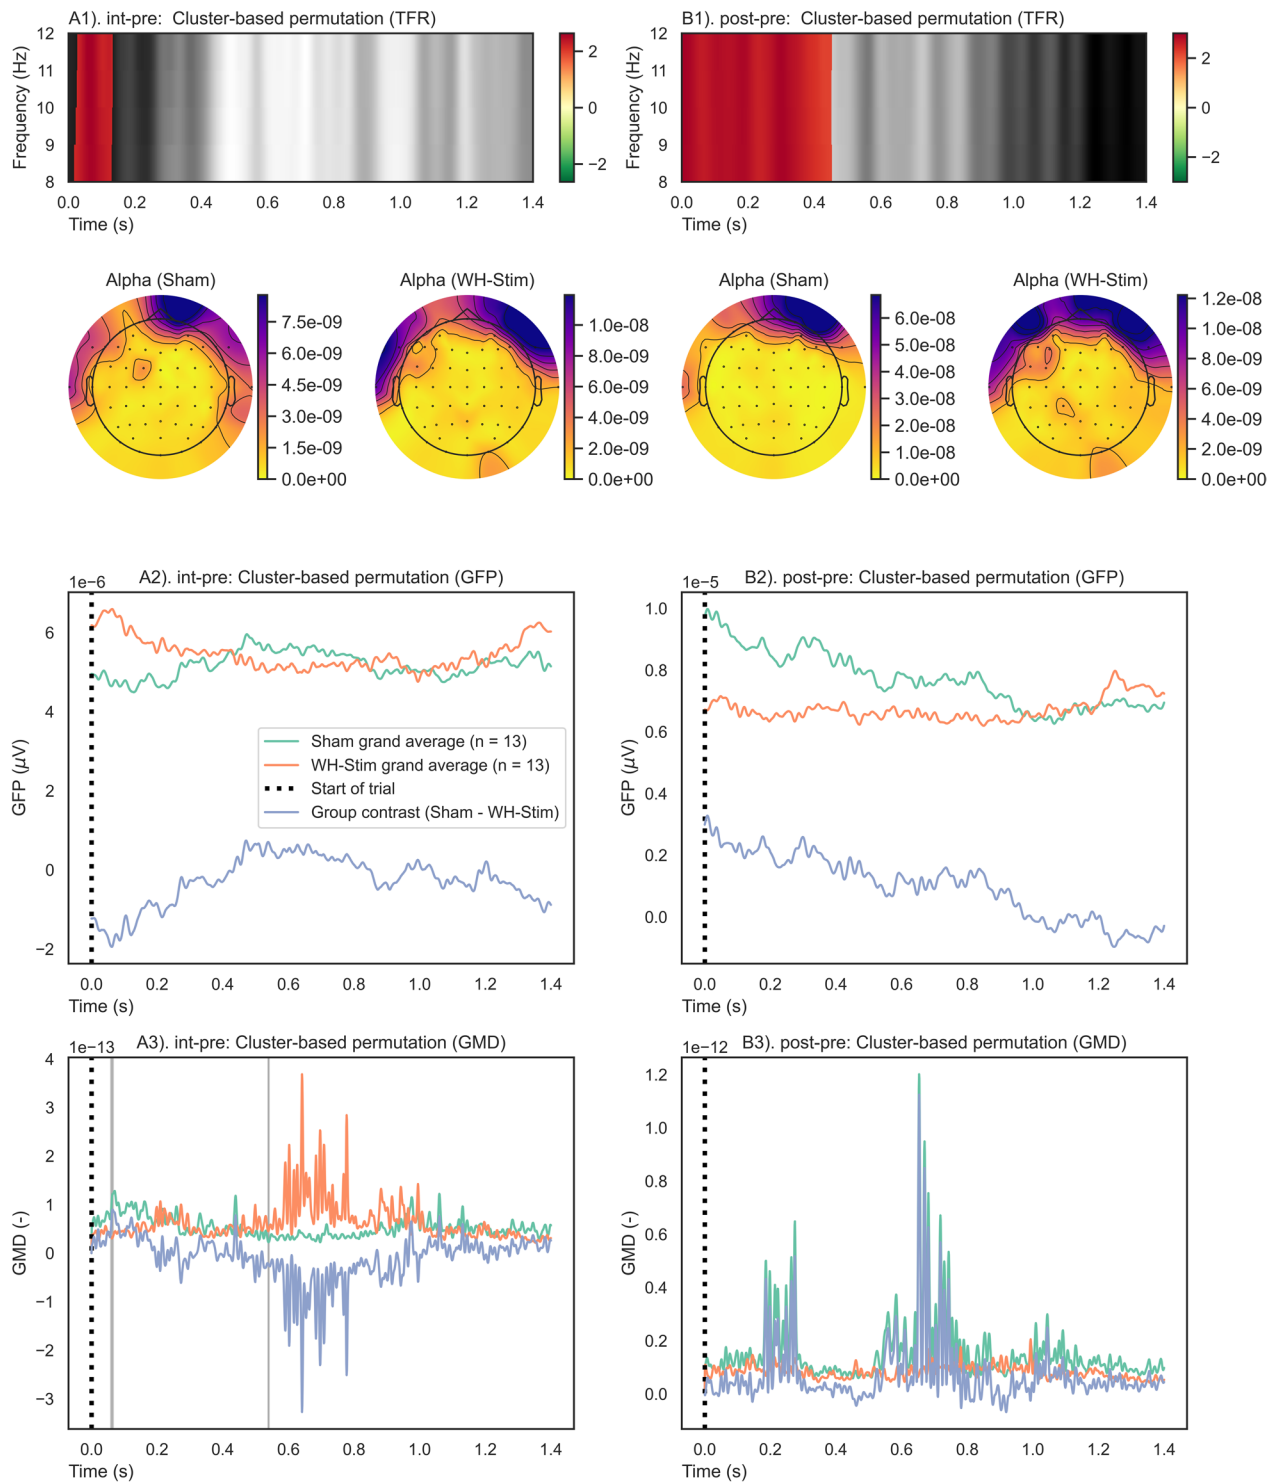 A1). int-pre:  Cluster-based permutation (TFR)
Frequency (Hz)
12
11
10
9
8
0.0 0.2 0.4 0.6 0.8 1.0 1.2 1.4
Time (s)
2
0
−2
B1). post-pre:  Cluster-based permutation (TFR)
Frequency (Hz)
12
11
10
9
8
0.0 0.2 0.4 0.6 0.8 1.0 1.2 1.4
Time (s)
2
0
−2
Alpha (Sham)
7.5e-09
6.0e-09
4.5e-09
3.0e-09
1.5e-09
0.0e+00
Alpha (WH-Stim)
1.0e-08
8.0e-09
6.0e-09
4.0e-09
2.0e-09
0.0e+00
Alpha (Sham)
6.0e-08
5.0e-08
4.0e-08
3.0e-08
2.0e-08
1.0e-08
0.0e+00
Alpha (WH-Stim)
1.2e-08
1.0e-08
8.0e-09
6.0e-09
4.0e-09
2.0e-09
0.0e+00
1e−6
A2). int-pre: Cluster-based permutation (GFP)
GFP (µV)
6
4
2
0
−2
Sham grand average (n = 13)
WH-Stim grand average (n = 13)
Start of trial
Group contrast (Sham - WH-Stim)
0.0 0.2 0.4 0.6 0.8 1.0 1.2 1.4
Time (s)
1e−5
B2). post-pre: Cluster-based permutation (GFP)
GFP (µV)
1.0
0.8
0.6
0.4
0.2
0.0
0.0 0.2 0.4 0.6 0.8 1.0 1.2 1.4
Time (s)
1e−13
A3). int-pre: Cluster-based permutation (GMD)
GMD (-)
4
3
2
1
0
−1
−2
−3
0.0 0.2 0.4 0.6 0.8 1.0 1.2 1.4
Time (s)
1e−12
B3). post-pre: Cluster-based permutation (GMD)
GMD (-)
1.2
1.0
0.8
0.6
0.4
0.2
0.0
0.0 0.2 0.4 0.6 0.8 1.0 1.2 1.4
Time (s)